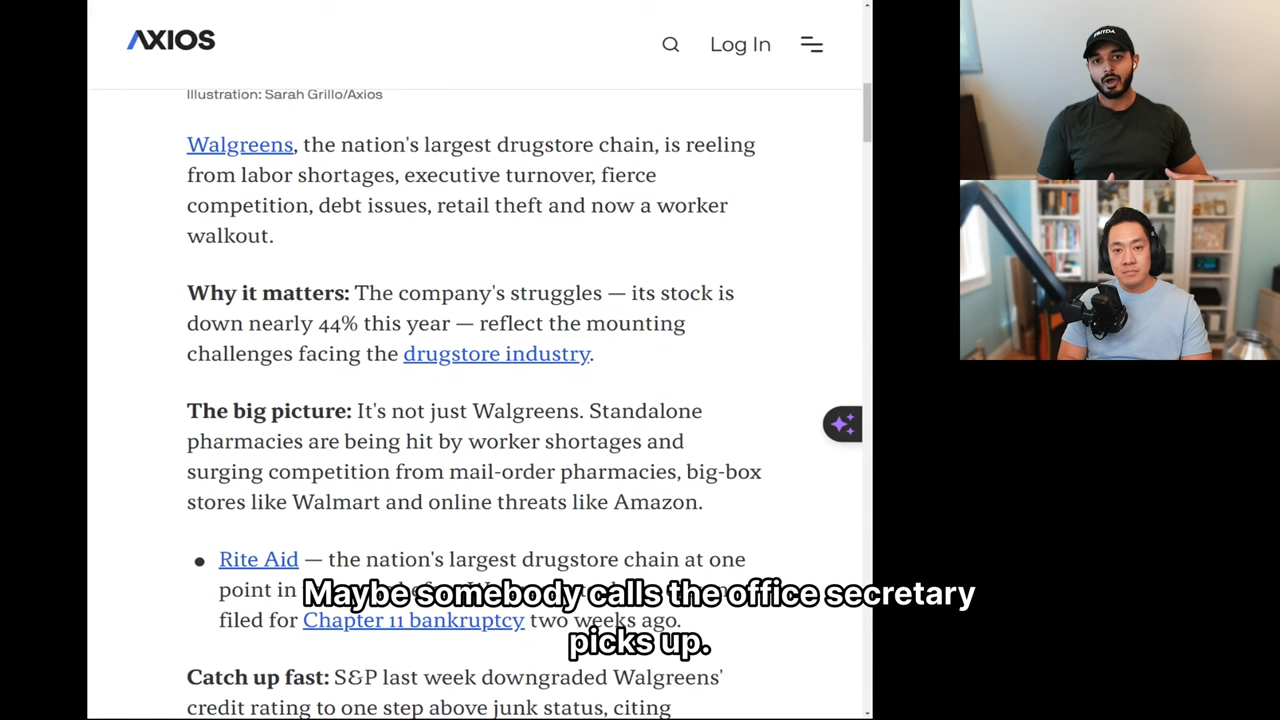 AXIOS
Log In
Illustration: Sarah Grillo/Axios
Walgreens, the nation's largest drugstore chain, is reeling
from labor shortages, executive turnover, fierce
competition, debt issues, retail theft and now a worker
walkout.
Why it matters: The company's struggles — its stock is
down nearly 44% this year — reflect the mounting
challenges facing the drugstore industry.
The big picture: It's not just Walgreens. Standalone
pharmacies are being hit by worker shortages and
surging competition from mail-order pharmacies, big-box
stores like Walmart and online threats like Amazon.
Rite Aid — the nation's largest drugstore chain at one
point in
filed for Chapter 11 bankruptcy two weeks ago.
Maybe somebody calls the office secretary
picks up.
Catch up fast: S&P last week downgraded Walgreens'
credit rating to one step above junk status, citing
EBITDA